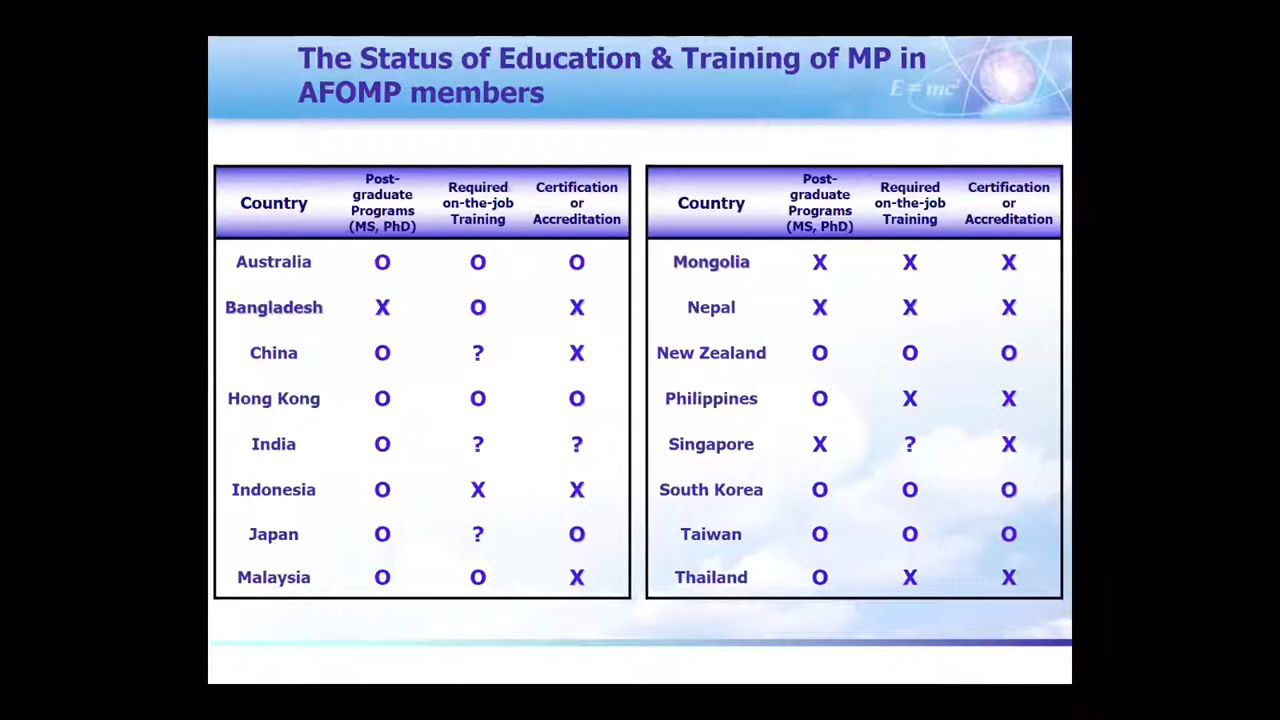 The Status of Education & Training of MP in
AFOMP members
E = mc²
Country Post-graduate Programs (MS, PhD) Required on-the-job Training Certification or Accreditation
Australia O O O
Bangladesh X O X
China O ? X
Hong Kong O O O
India O ? ?
Indonesia O X X
Japan O ? O
Malaysia O O X
Country Post-graduate Programs (MS, PhD) Required on-the-job Training Certification or Accreditation
Mongolia X X X
Nepal X X X
New Zealand O O O
Philippines O X X
Singapore X ? X
South Korea O O O
Taiwan O O O
Thailand O X X